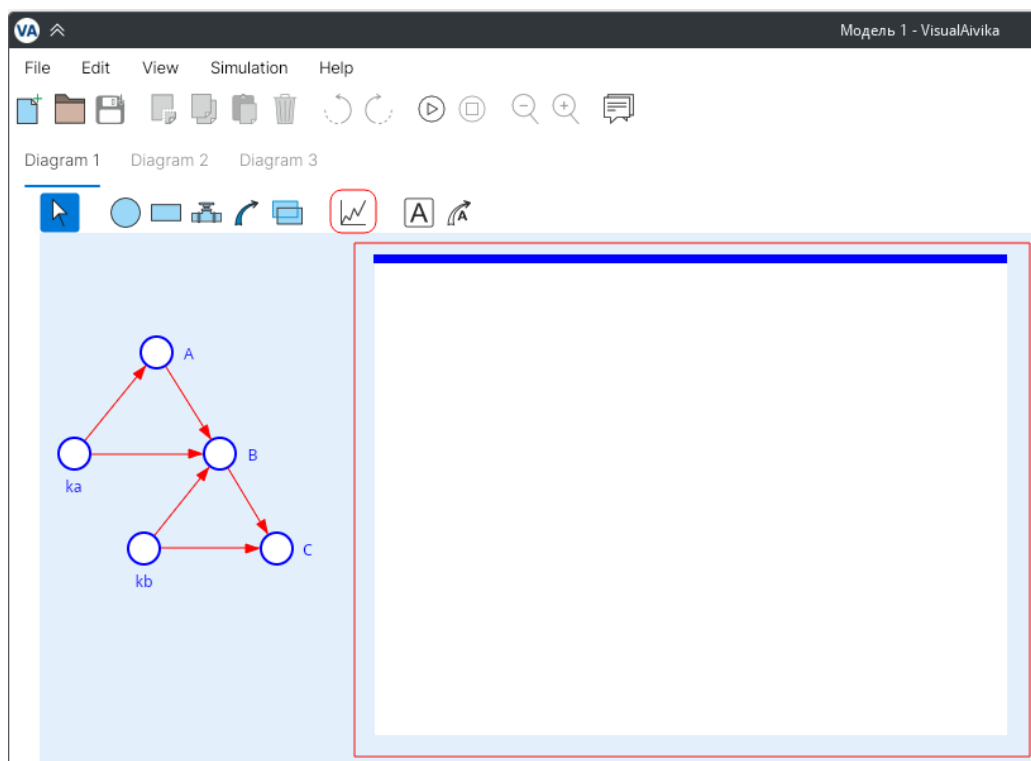 VA Модель 1 - VisualAivika
File Edit View Simulation Help
Diagram 1 Diagram 2 Diagram 3
A A
A
B
ka
C
kb